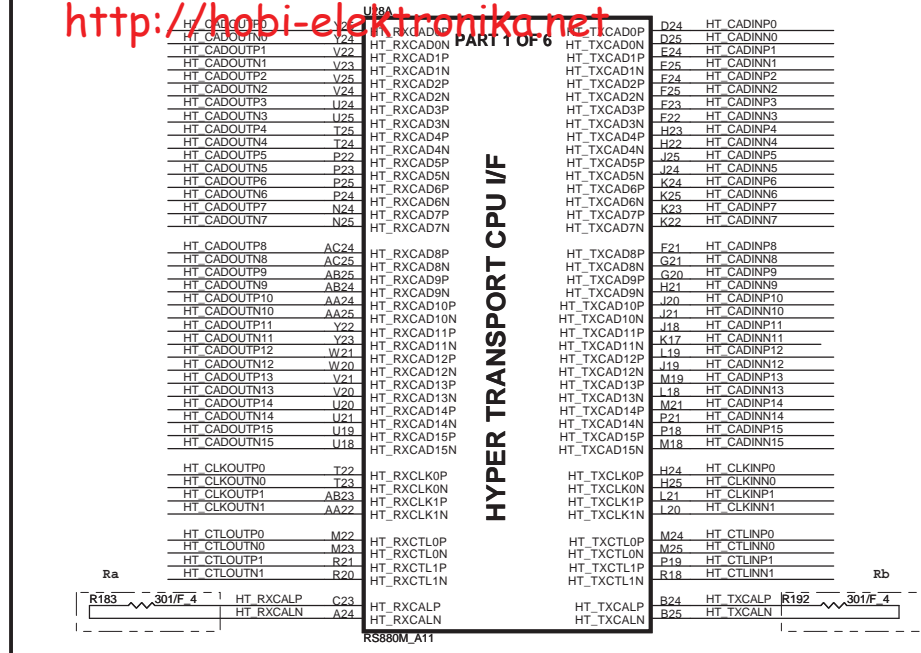 http://hobi-elektronika.net
U28A
PART 1 OF 6
HT_CADOUTP0 Y25 HT_RXCAD0P HT_TXCAD0P D24 HT_CADINP0
HT_CADOUTN0 Y24 HT_RXCAD0N HT_TXCAD0N D25 HT_CADINN0
HT_CADOUTP1 V22 HT_RXCAD1P HT_TXCAD1P E24 HT_CADINP1
HT_CADOUTN1 V23 HT_RXCAD1N HT_TXCAD1N E25 HT_CADINN1
HT_CADOUTP2 V25 HT_RXCAD2P HT_TXCAD2P F24 HT_CADINP2
HT_CADOUTN2 V24 HT_RXCAD2N HT_TXCAD2N F25 HT_CADINN2
HT_CADOUTP3 U24 HT_RXCAD3P HT_TXCAD3P F23 HT_CADINP3
HT_CADOUTN3 U25 HT_RXCAD3N HT_TXCAD3N F22 HT_CADINN3
HT_CADOUTP4 T25 HT_RXCAD4P HT_TXCAD4P H23 HT_CADINP4
HT_CADOUTN4 T24 HT_RXCAD4N HT_TXCAD4N H22 HT_CADINN4
HT_CADOUTP5 P22 HT_RXCAD5P HT_TXCAD5P J25 HT_CADINP5
HT_CADOUTN5 P23 HT_RXCAD5N HT_TXCAD5N J24 HT_CADINN5
HT_CADOUTP6 P25 HT_RXCAD6P HT_TXCAD6P K24 HT_CADINP6
HT_CADOUTN6 P24 HT_RXCAD6N HT_TXCAD6N K25 HT_CADINN6
HT_CADOUTP7 N24 HT_RXCAD7P HT_TXCAD7P K23 HT_CADINP7
HT_CADOUTN7 N25 HT_RXCAD7N HT_TXCAD7N K22 HT_CADINN7
HYPER TRANSPORT CPU I/F
HT_CADOUTP8 AC24 HT_RXCAD8P HT_TXCAD8P F21 HT_CADINP8
HT_CADOUTN8 AC25 HT_RXCAD8N HT_TXCAD8N G21 HT_CADINN8
HT_CADOUTP9 AB25 HT_RXCAD9P HT_TXCAD9P G20 HT_CADINP9
HT_CADOUTN9 AB24 HT_RXCAD9N HT_TXCAD9N H21 HT_CADINN9
HT_CADOUTP10 AA24 HT_RXCAD10P HT_TXCAD10P J20 HT_CADINP10
HT_CADOUTN10 AA25 HT_RXCAD10N HT_TXCAD10N J21 HT_CADINN10
HT_CADOUTP11 Y22 HT_RXCAD11P HT_TXCAD11P J18 HT_CADINP11
HT_CADOUTN11 Y23 HT_RXCAD11N HT_TXCAD11N K17 HT_CADINN11
HT_CADOUTP12 W21 HT_RXCAD12P HT_TXCAD12P L19 HT_CADINP12
HT_CADOUTN12 W20 HT_RXCAD12N HT_TXCAD12N J19 HT_CADINN12
HT_CADOUTP13 V21 HT_RXCAD13P HT_TXCAD13P M19 HT_CADINP13
HT_CADOUTN13 V20 HT_RXCAD13N HT_TXCAD13N L18 HT_CADINN13
HT_CADOUTP14 U20 HT_RXCAD14P HT_TXCAD14P M21 HT_CADINP14
HT_CADOUTN14 U21 HT_RXCAD14N HT_TXCAD14N P21 HT_CADINN14
HT_CADOUTP15 U19 HT_RXCAD15P HT_TXCAD15P P18 HT_CADINP15
HT_CADOUTN15 U18 HT_RXCAD15N HT_TXCAD15N M18 HT_CADINN15
HT_CLKOUTP0 T22 HT_RXCLK0P HT_TXCLK0P H24 HT_CLKINP0
HT_CLKOUTN0 T23 HT_RXCLK0N HT_TXCLK0N H25 HT_CLKINN0
HT_CLKOUTP1 AB23 HT_RXCLK1P HT_TXCLK1P L21 HT_CLKINP1
HT_CLKOUTN1 AA22 HT_RXCLK1N HT_TXCLK1N L20 HT_CLKINN1
HT_CTLOUTP0 M22 HT_RXCTL0P HT_TXCTL0P M24 HT_CTLINP0
HT_CTLOUTN0 M23 HT_RXCTL0N HT_TXCTL0N M25 HT_CTLINN0
HT_CTLOUTP1 R21 HT_RXCTL1P HT_TXCTL1P P19 HT_CTLINP1
HT_CTLOUTN1 R20 HT_RXCTL1N HT_TXCTL1N R18 HT_CTLINN1
Ra Rb
R183 301/F_4 HT_RXCALP C23 HT_RXCALP HT_TXCALP B24 HT_TXCALP R192 301/F_4
HT_RXCALN A24 HT_RXCALN HT_TXCALN B25 HT_TXCALN
RS880M_A11